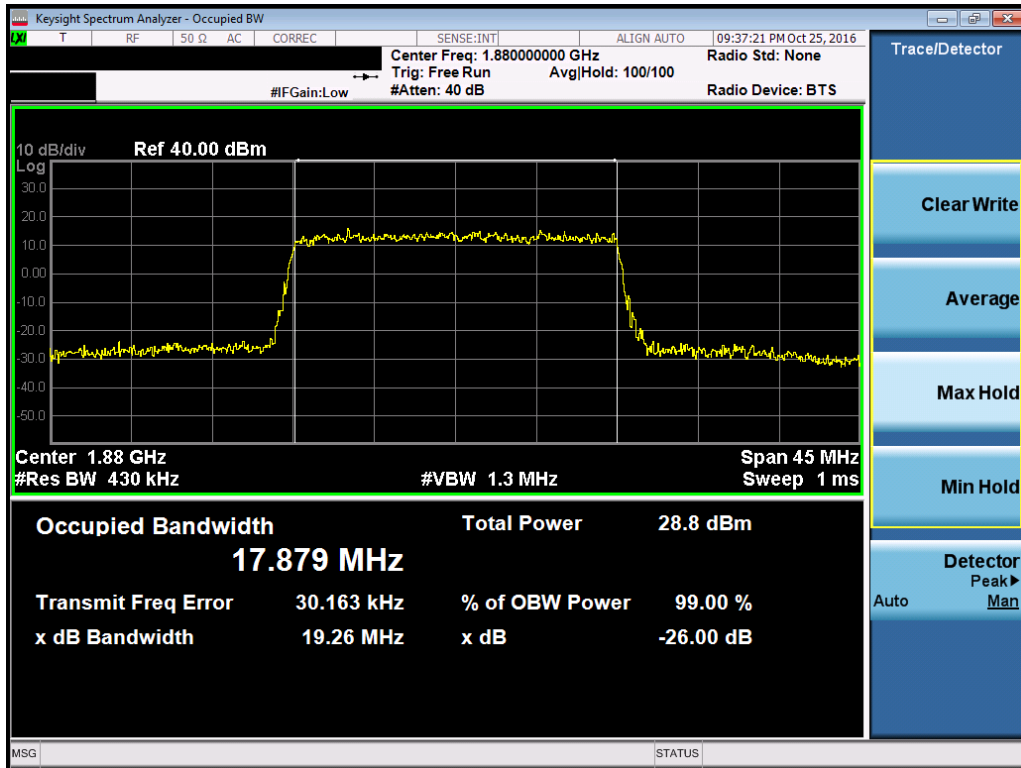 Keysight Spectrum Analyzer - Occupied BW
LXI T RF 50 Ω AC CORREC SENSE:INT ALIGN AUTO 09:37:21 PM Oct 25, 2016
Center Freq: 1.880000000 GHz Radio Std: None
Trig: Free Run Avg|Hold: 100/100
#IFGain:Low #Atten: 40 dB Radio Device: BTS
Trace/Detector
10 dB/div Ref 40.00 dBm
Log
30.0
20.0
10.0
0.00
-10.0
-20.0
-30.0
-40.0
-50.0
Center 1.88 GHz Span 45 MHz
#Res BW 430 kHz #VBW 1.3 MHz Sweep 1 ms
Occupied Bandwidth Total Power 28.8 dBm
17.879 MHz
Transmit Freq Error 30.163 kHz % of OBW Power 99.00 %
x dB Bandwidth 19.26 MHz x dB -26.00 dB
Clear Write
Average
Max Hold
Min Hold
Detector
Peak▶
Auto Man
MSG STATUS